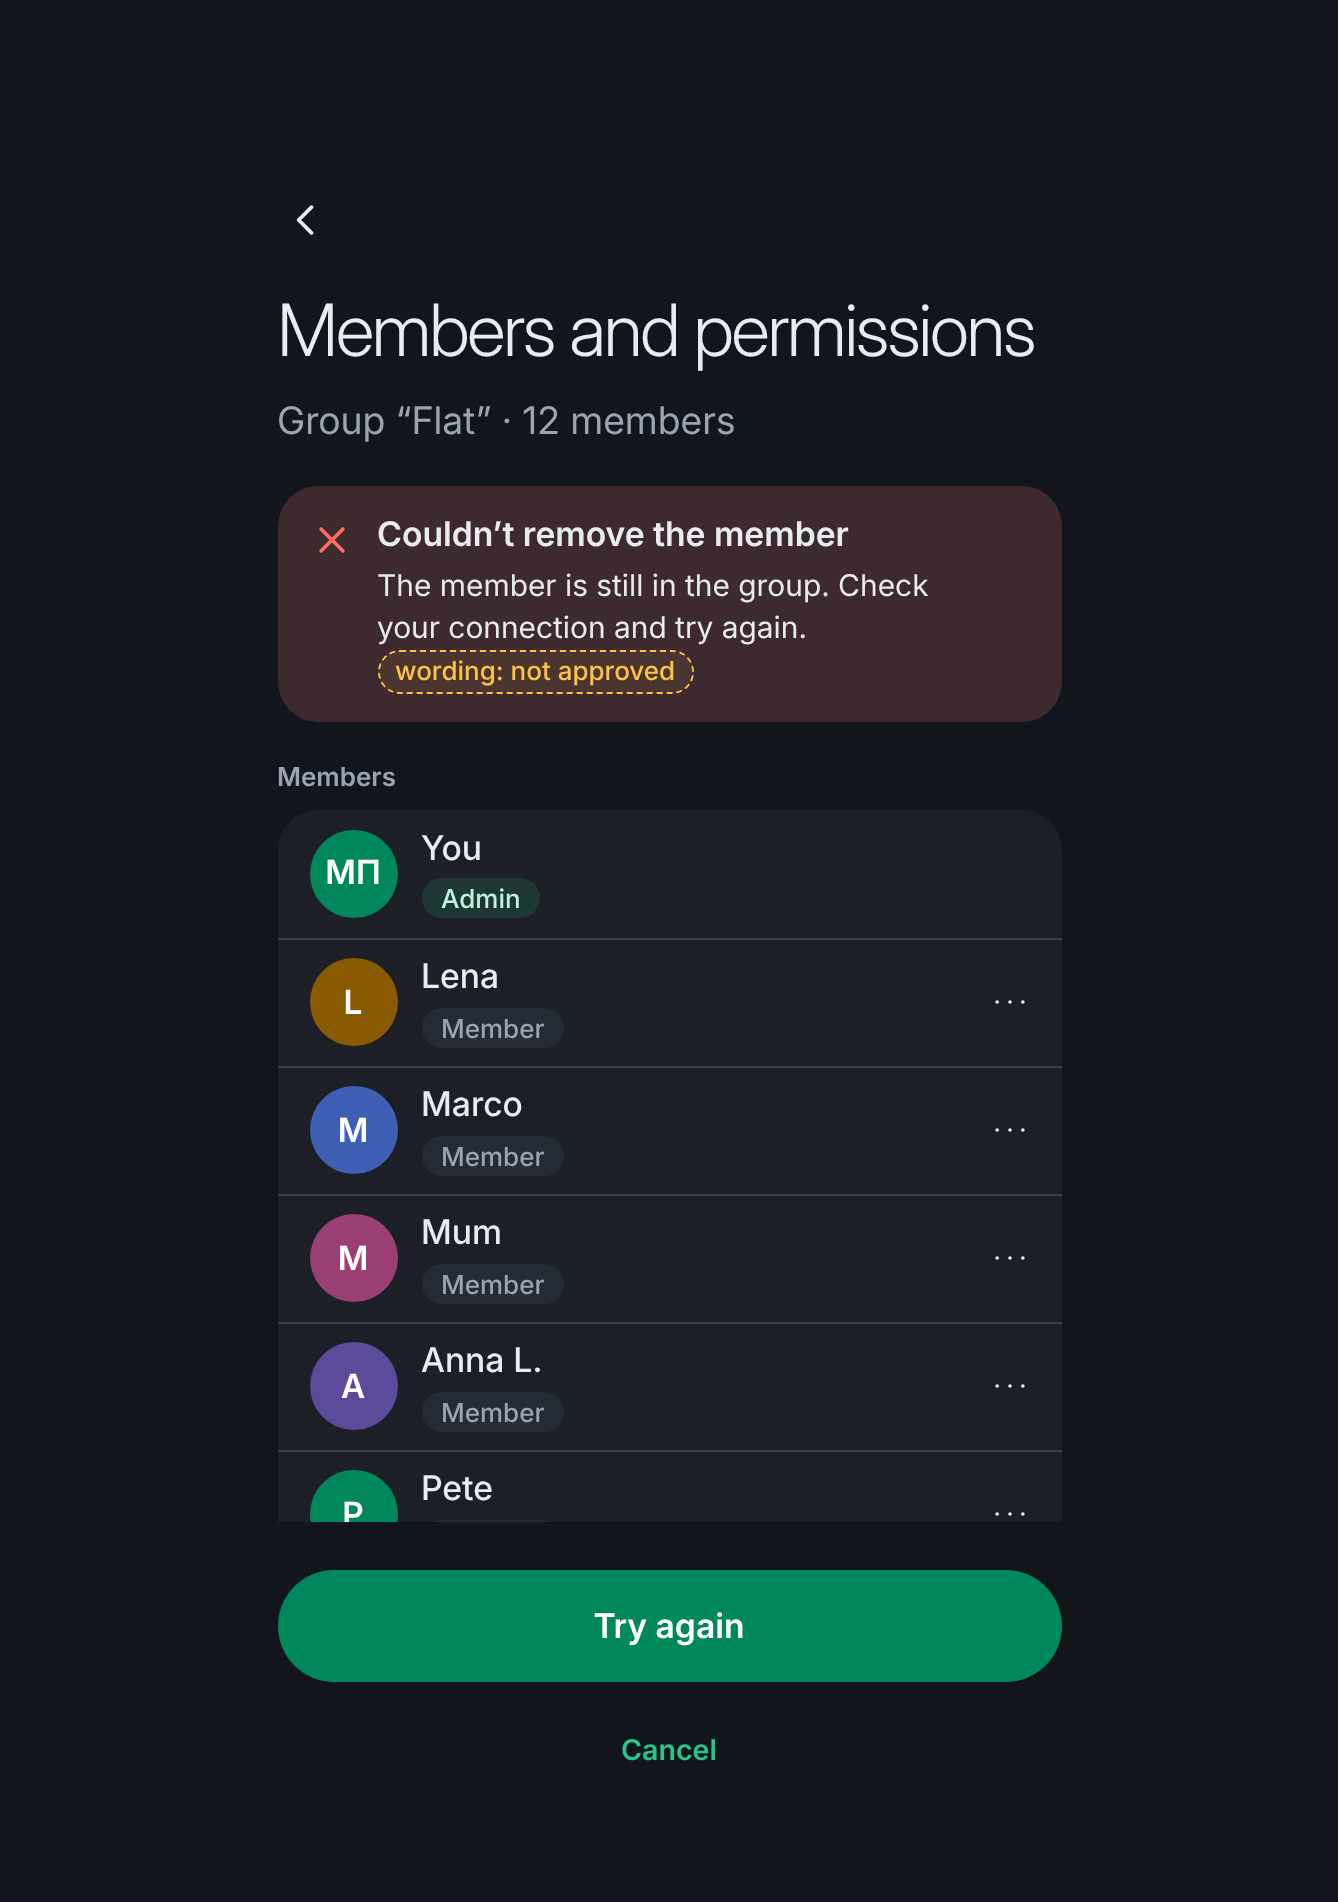 Members and permissions
Group “Flat” · 12 members
Couldn’t remove the member
The member is still in the group. Check
your connection and try again.
wording: not approved
Members
МП
You
Admin
L
Lena
Member
...
M
Marco
Member
...
M
Mum
Member
...
A
Anna L.
Member
...
P
Pete
...
Try again
Cancel